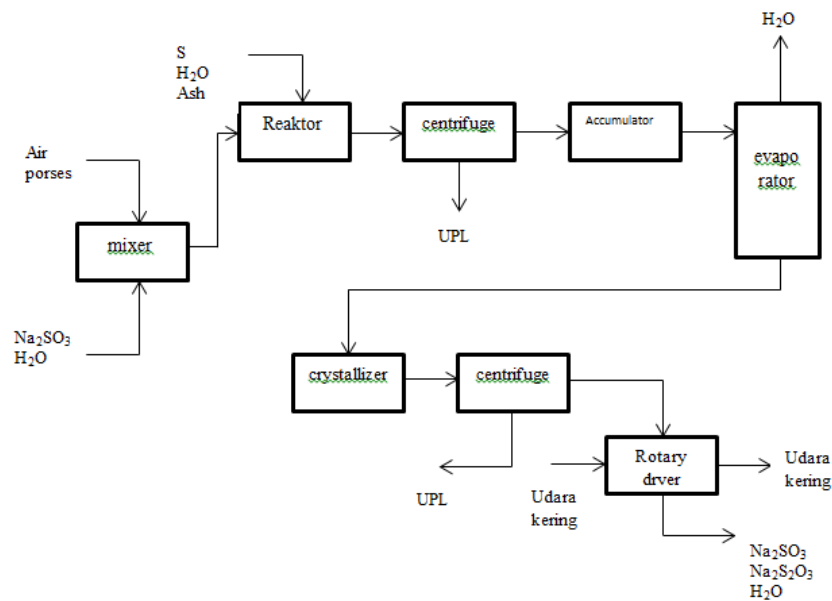 H₂O
S
H₂O
Ash
Reaktor
centrifuge
Accumulator
evapo
rator
Air
porses
mixer
UPL
Na₂SO₃
H₂O
crystallizer
centrifuge
Rotary
dryer
Udara
kering
UPL
Udara
kering
Na₂SO₃
Na₂S₂O₃
H₂O